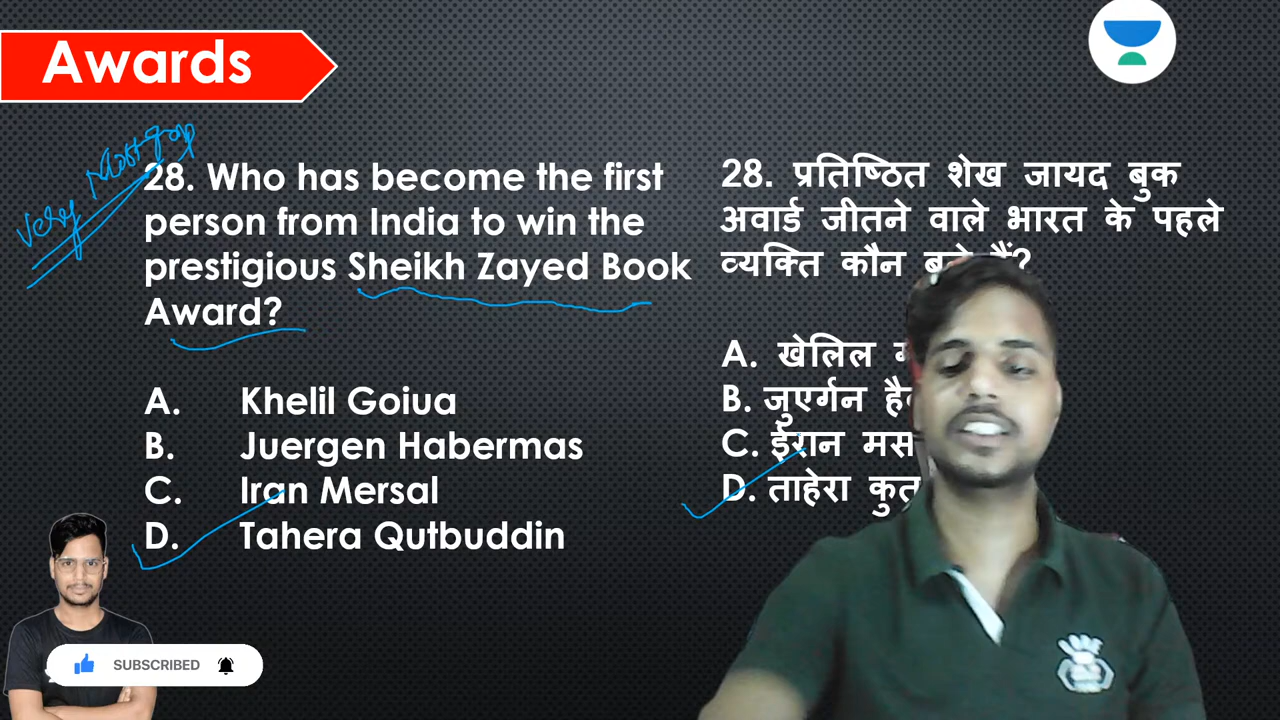 Awards
Very Most
28. Who has become the first
person from India to win the
prestigious Sheikh Zayed Book
Award?
A. Khelil Goiua
B. Juergen Habermas
C. Iran Mersal
D. Tahera Qutbuddin
28. प्रतिष्ठित शेख जायद बुक
अवार्ड जीतने वाले भारत के पहले
व्यक्ति कौन
A. खेलिल
B. जुएर्गन
C. ईरान
D. ताहेरा
SUBSCRIBED